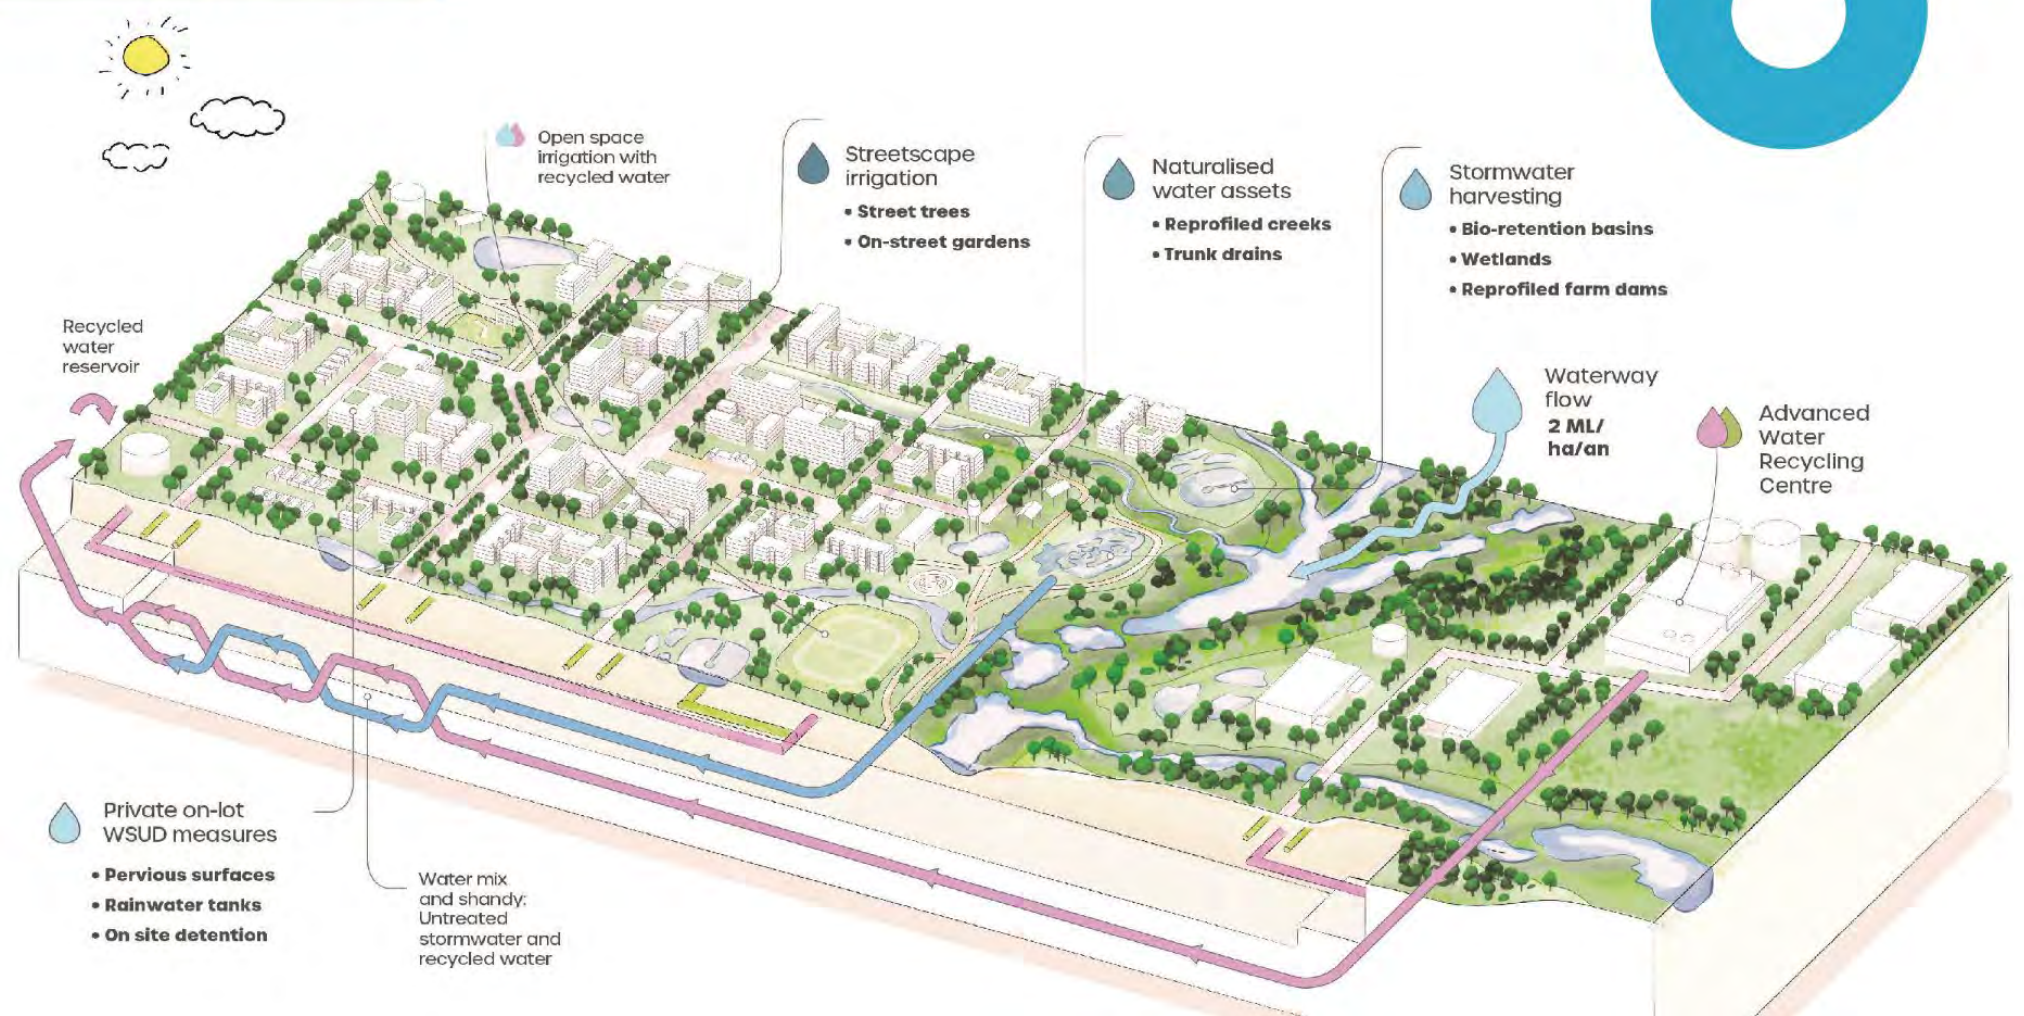 Open space
irrigation with
recycled water
Streetscape
irrigation
• Street trees
• On-street gardens
Naturalised
water assets
• Reprofiled creeks
• Trunk drains
Stormwater
harvesting
• Bio-retention basins
• Wetlands
• Reprofiled farm dams
Recycled
water
reservoir
Waterway
flow
2 ML/
ha/an
Advanced
Water
Recycling
Centre
Private on-lot
WSUD measures
• Pervious surfaces
• Rainwater tanks
• On site detention
Water mix
and shandy:
Untreated
stormwater and
recycled water